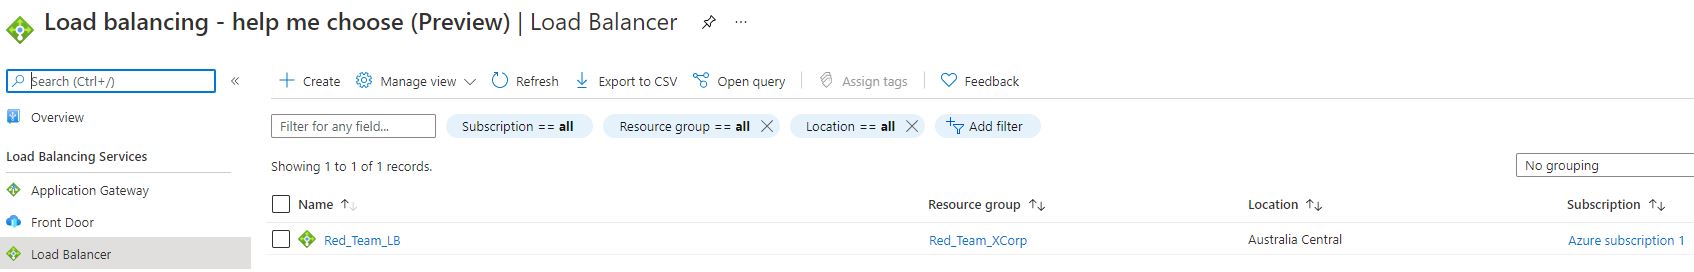 Load balancing - help me choose (Preview) | Load Balancer ...
Search (Ctrl+/) «
Create Manage view Refresh Export to CSV Open query Assign tags Feedback
Overview
Filter for any field... Subscription == all Resource group == all Location == all Add filter
Load Balancing Services
Showing 1 to 1 of 1 records. No grouping
Application Gateway
Name Resource group Location Subscription
Front Door
Red_Team_LB Red_Team_XCorp Australia Central Azure subscription 1
Load Balancer